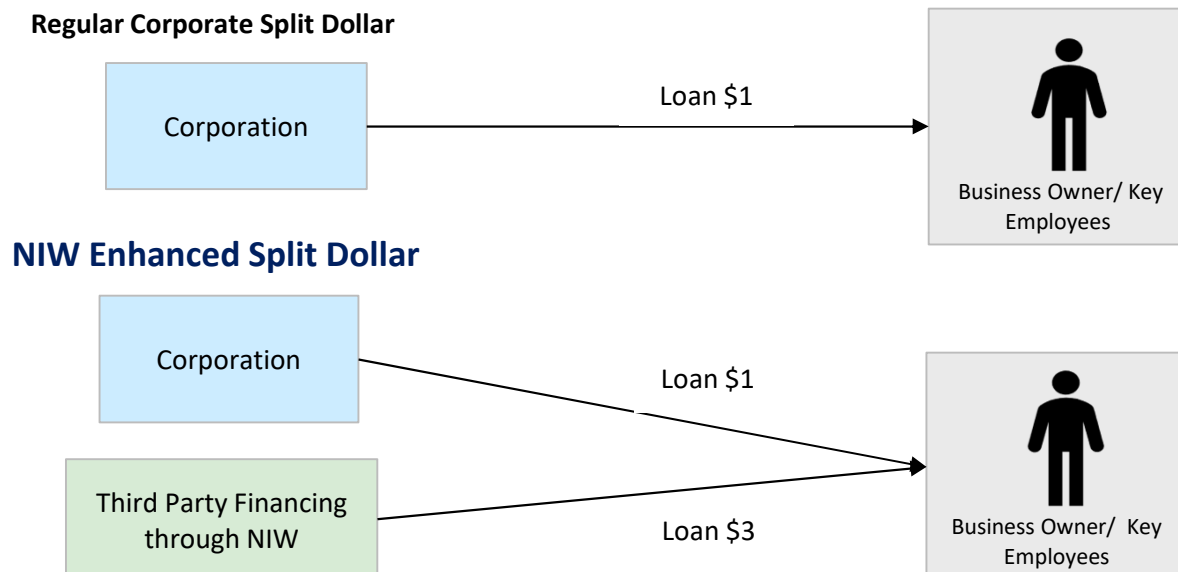 Regular Corporate Split Dollar
Corporation
Loan $1
Business Owner/ Key
Employees
NIW Enhanced Split Dollar
Corporation
Loan $1
Third Party Financing
through NIW
Loan $3
Business Owner/ Key
Employees